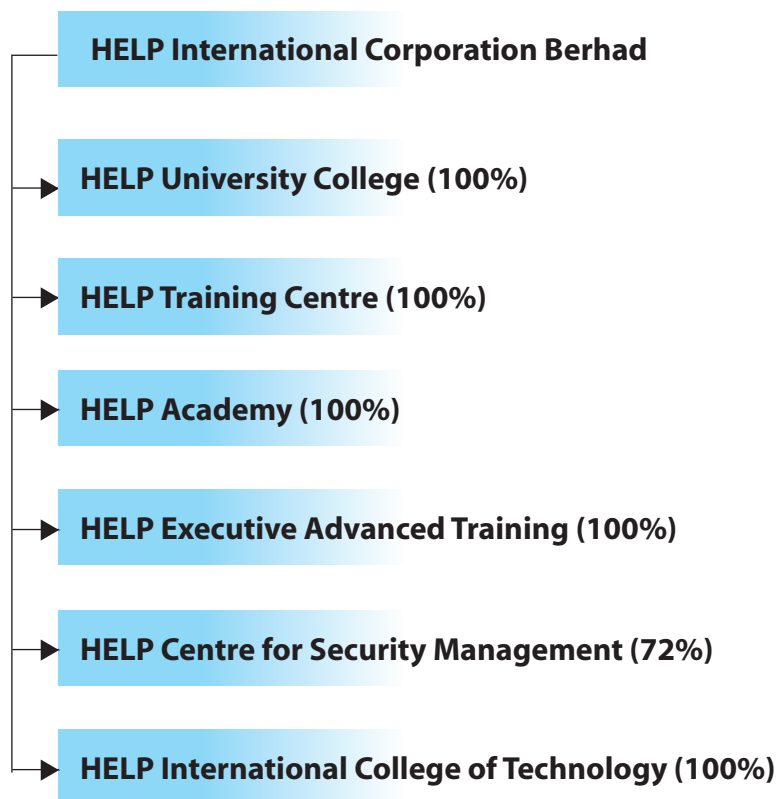 HELP International Corporation Berhad
HELP University College (100%)
HELP Training Centre (100%)
HELP Academy (100%)
HELP Executive Advanced Training (100%)
HELP Centre for Security Management (72%)
HELP International College of Technology (100%)